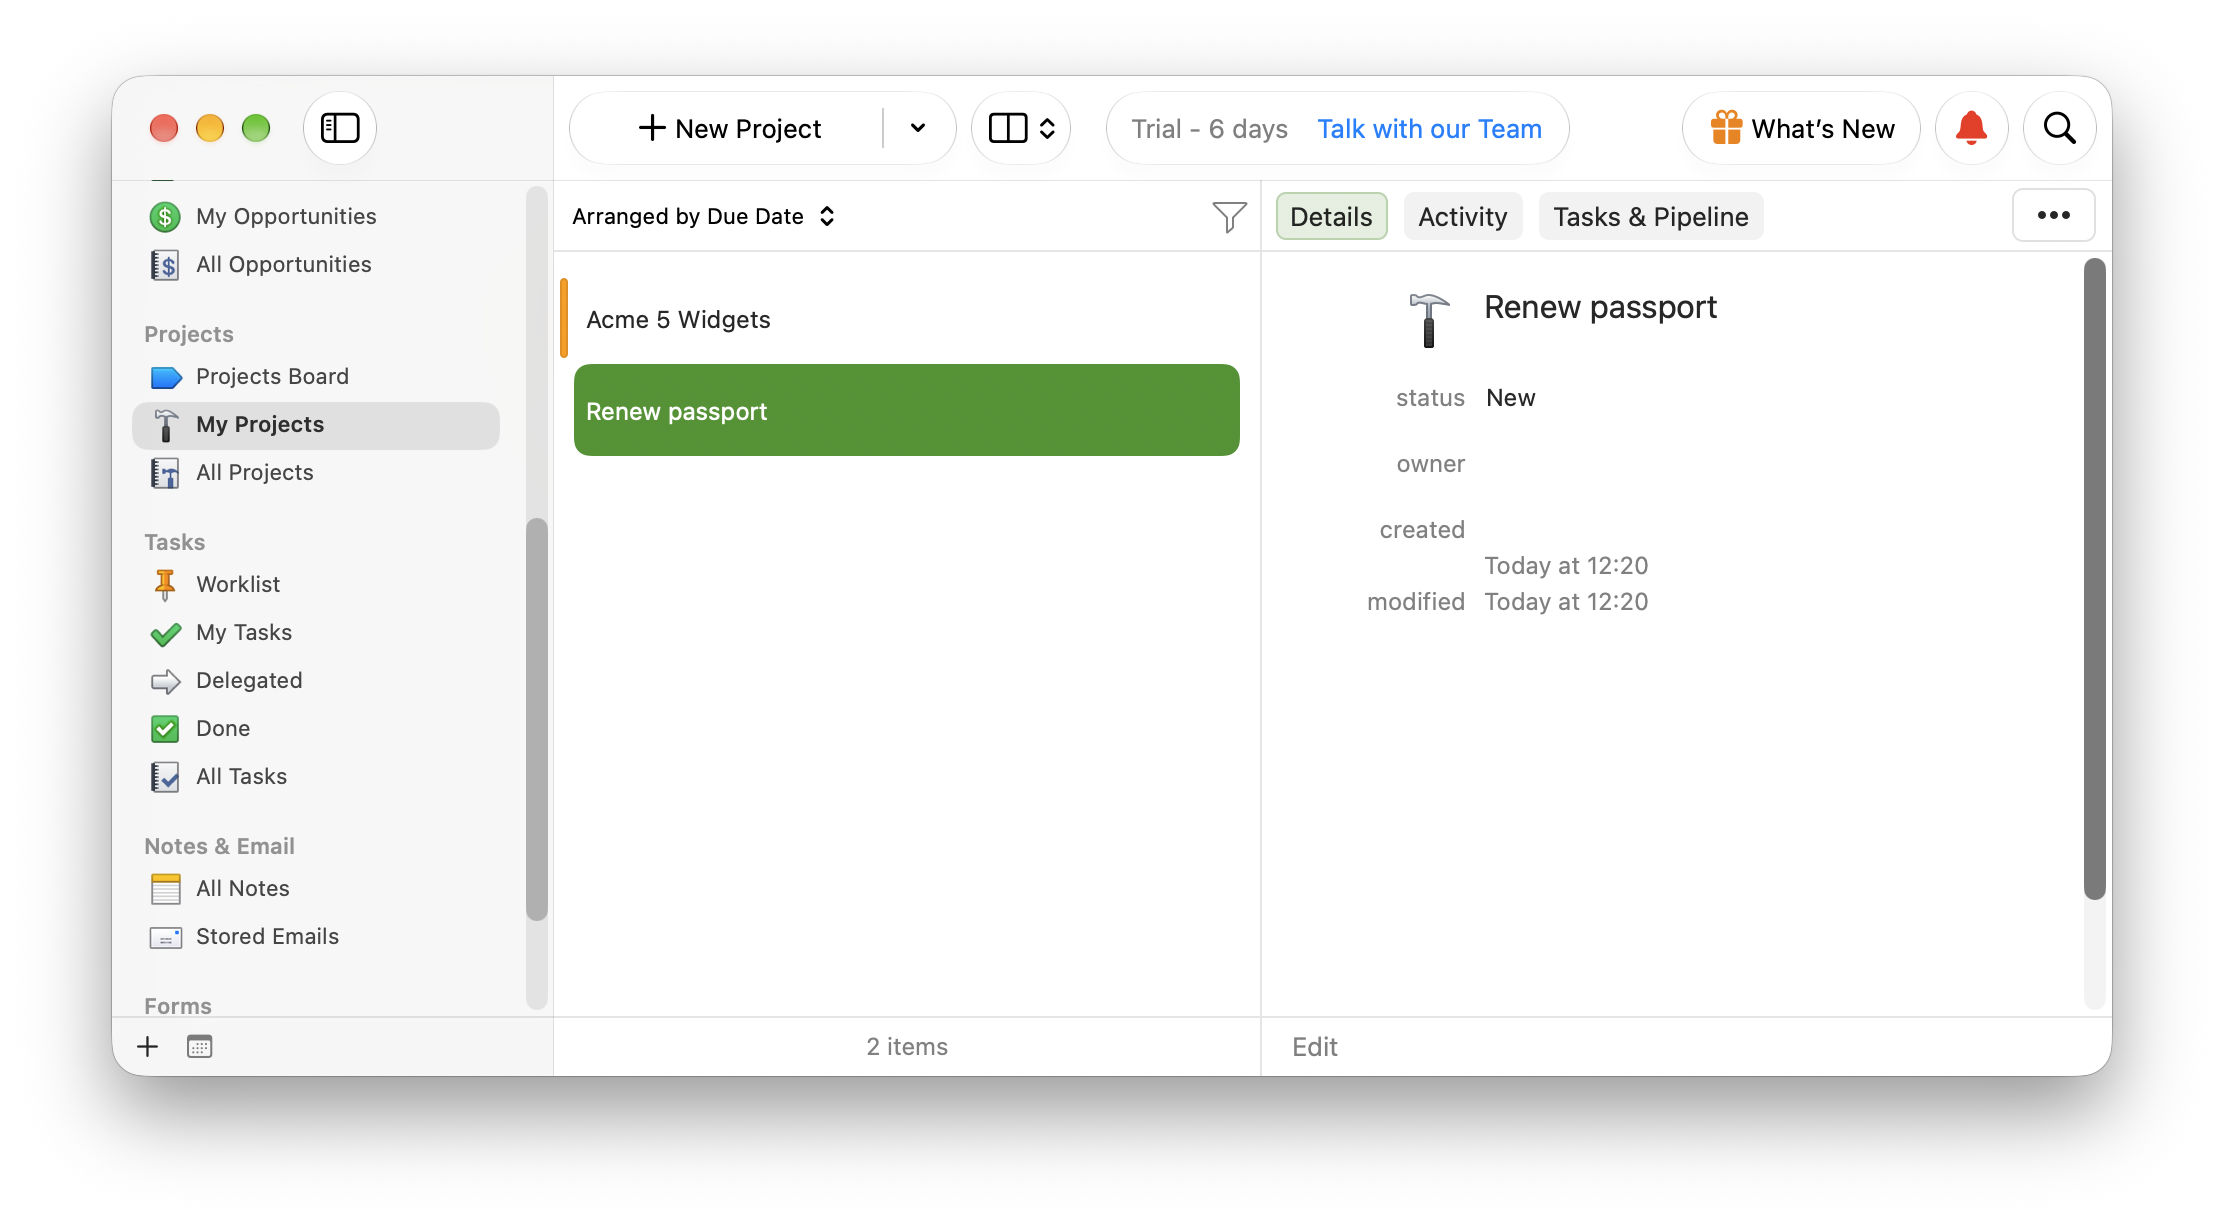 New Project
Trial - 6 days Talk with our Team
What's New
My Opportunities
All Opportunities
Projects
Projects Board
My Projects
All Projects
Tasks
Worklist
My Tasks
Delegated
Done
All Tasks
Notes & Email
All Notes
Stored Emails
Forms
Arranged by Due Date
Acme 5 Widgets
Renew passport
2 items
Details Activity Tasks & Pipeline
Renew passport
status New
owner
created
Today at 12:20
modified Today at 12:20
Edit